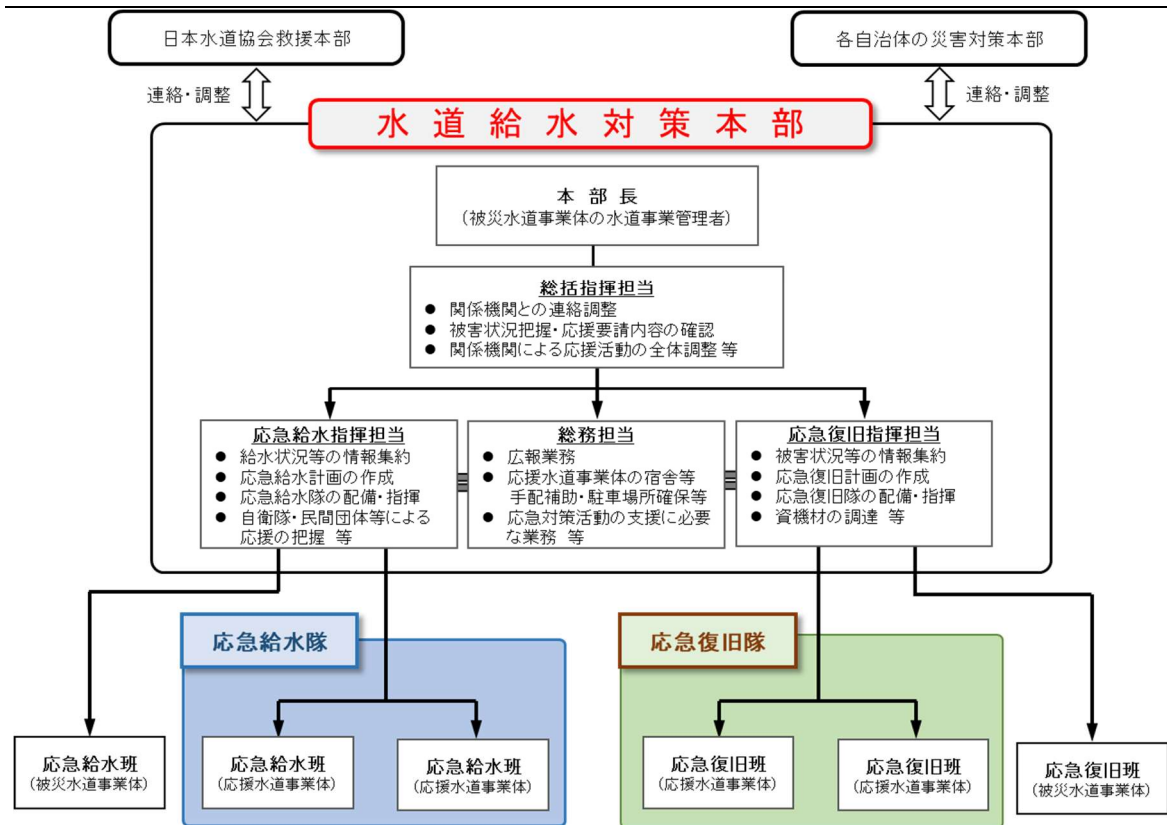 日本水道協会救援本部
各自治体の災害対策本部
連絡・調整
連絡・調整
水道給水対策本部
本部長
(被災水道事業体の水道事業管理者)
総括指揮担当
● 関係機関との連絡調整
● 被害状況把握・応援要請内容の確認
● 関係機関による応援活動の全体調整 等
応急給水指揮担当
● 給水状況等の情報集約
● 応急給水計画の作成
● 応急給水隊の配備・指揮
● 自衛隊・民間団体等による
応援の把握 等
総務担当
● 広報業務
● 応援水道事業体の宿舎等
手配補助・駐車場所確保等
● 応急対策活動の支援に必要
な業務 等
応急復旧指揮担当
● 被害状況等の情報集約
● 応急復旧計画の作成
● 応急復旧隊の配備・指揮
● 資機材の調達 等
応急給水隊
応急復旧隊
応急給水班
(被災水道事業体)
応急給水班
(応援水道事業体)
応急給水班
(応援水道事業体)
応急復旧班
(応援水道事業体)
応急復旧班
(応援水道事業体)
応急復旧班
(被災水道事業体)